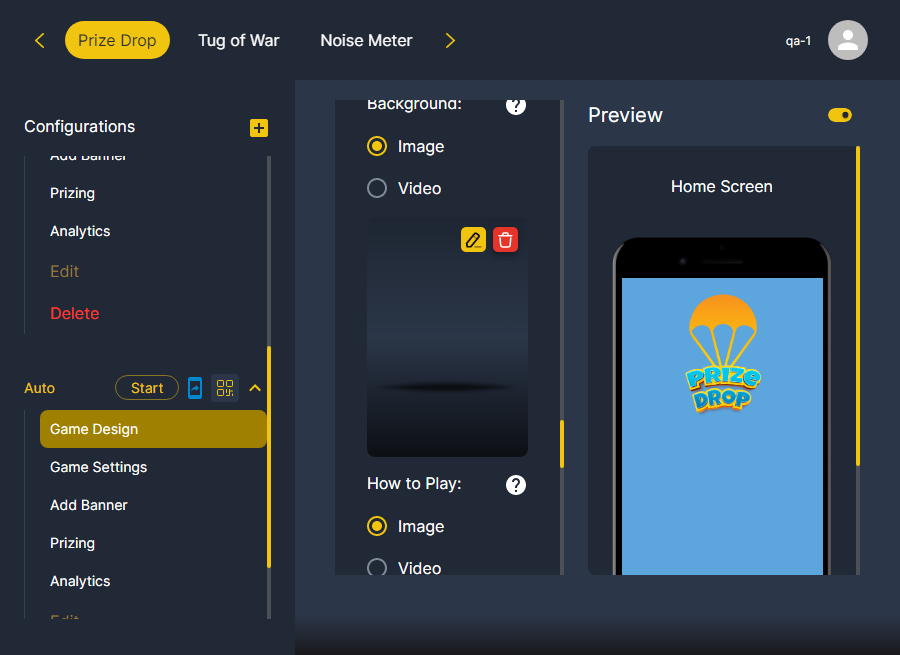 Prize Drop
Tug of War
Noise Meter
qa-1
Configurations
Add Banner
Prizing
Analytics
Edit
Delete
Auto
Start
Game Design
Game Settings
Add Banner
Prizing
Analytics
Edit
Background:
?
Image
Video
How to Play:
?
Image
Video
Preview
Home Screen
PRIZE
DROP